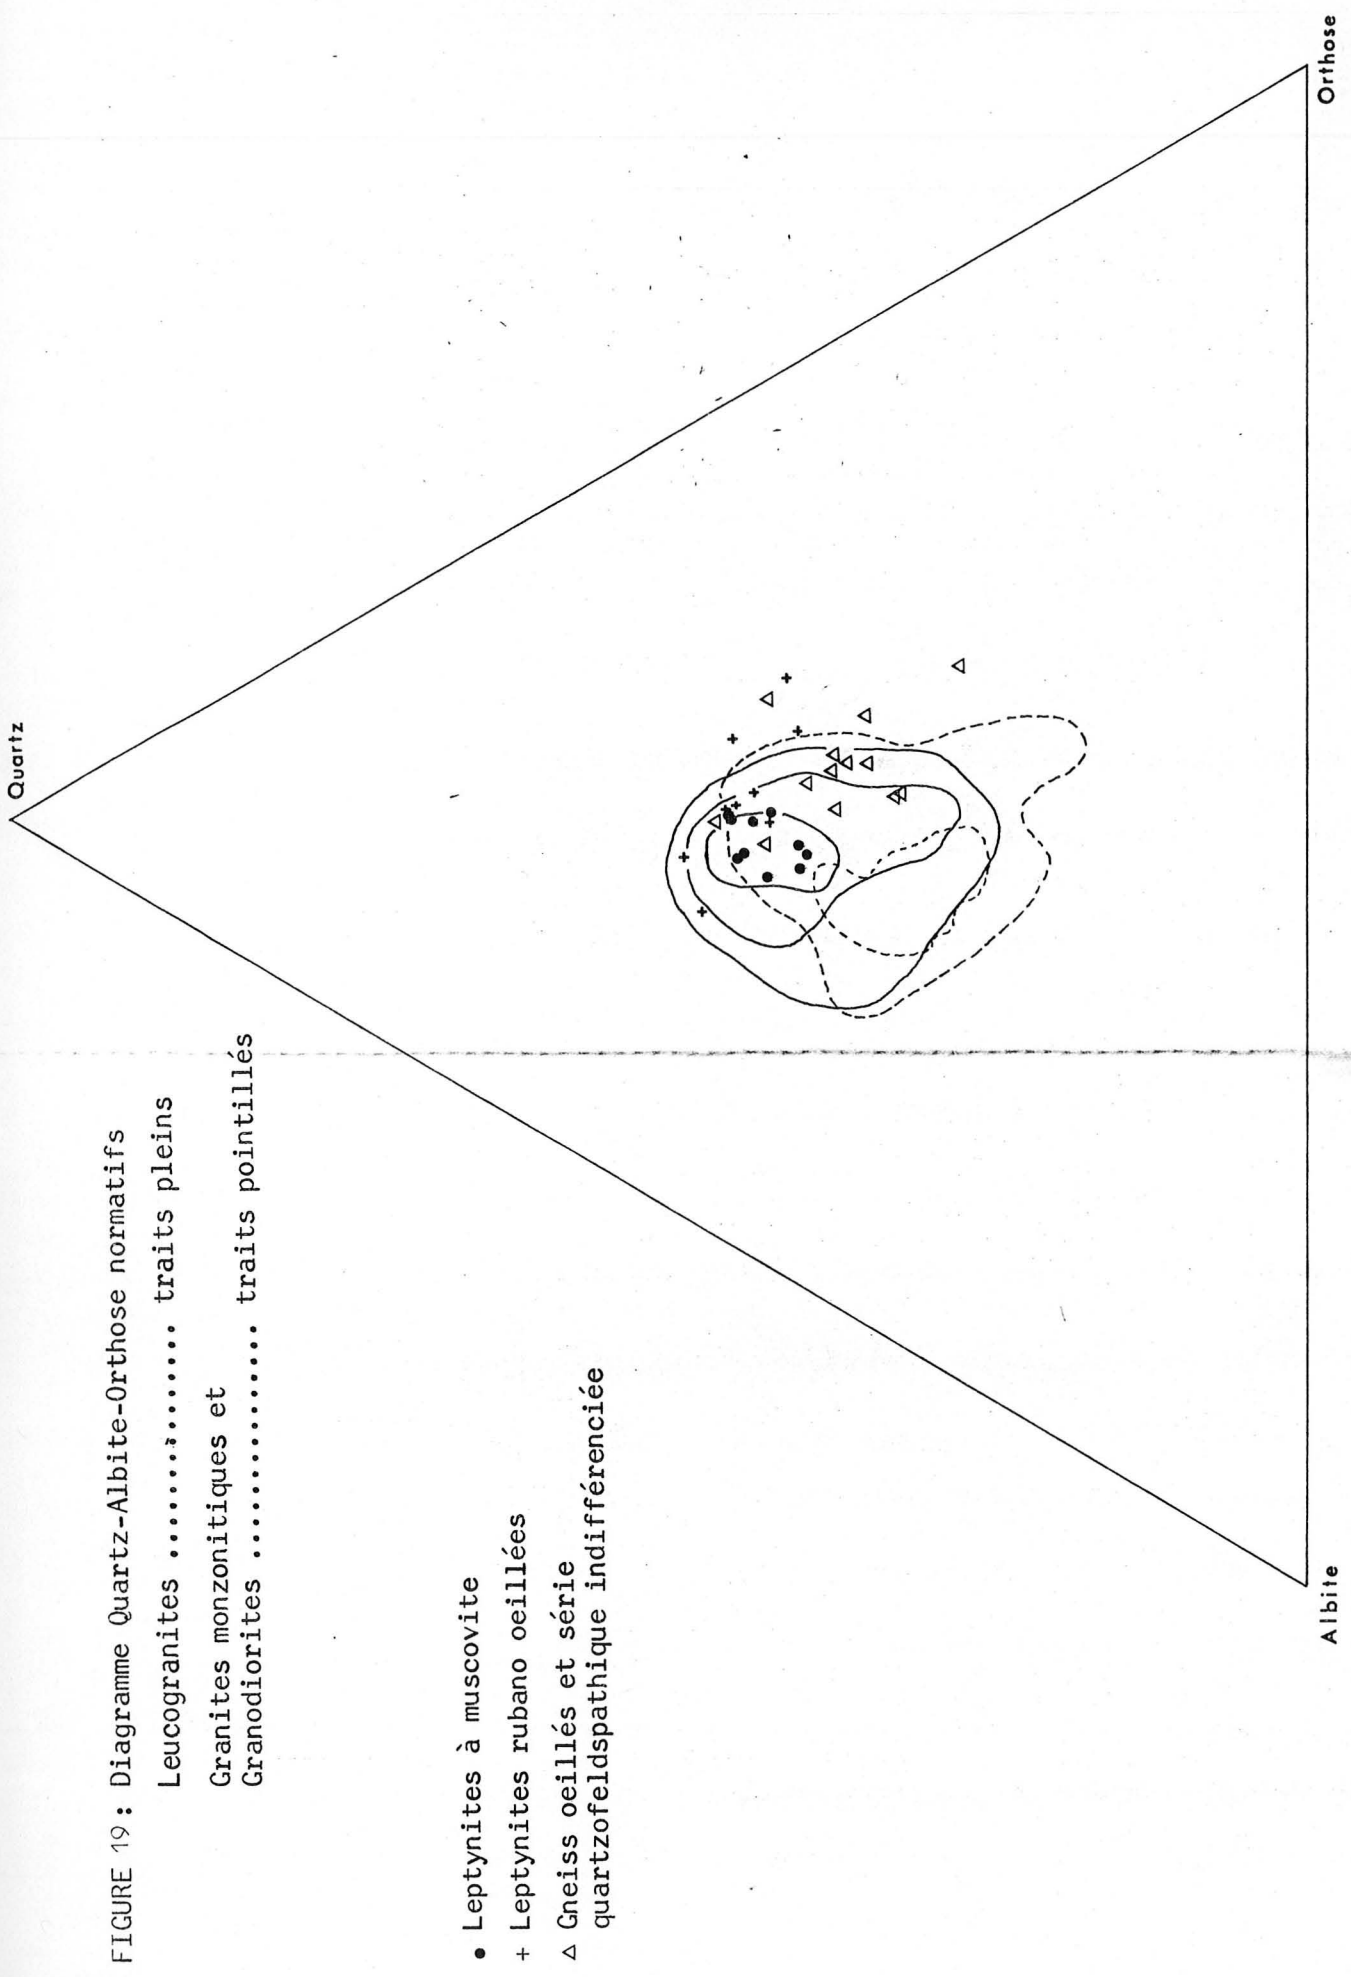 FIGURE 19 : Diagramme Quartz-Albite-Orthose normatifs
Leucogranites ................ traits pleins
Granites monzonitiques et
Granodiorites ................ traits pointillés
● Leptynites à muscovite
+ Leptynites rubano oeillées
△ Gneiss oeillés et série
quartzofeldspathique indifférenciée
Quartz
Albite
Orthose